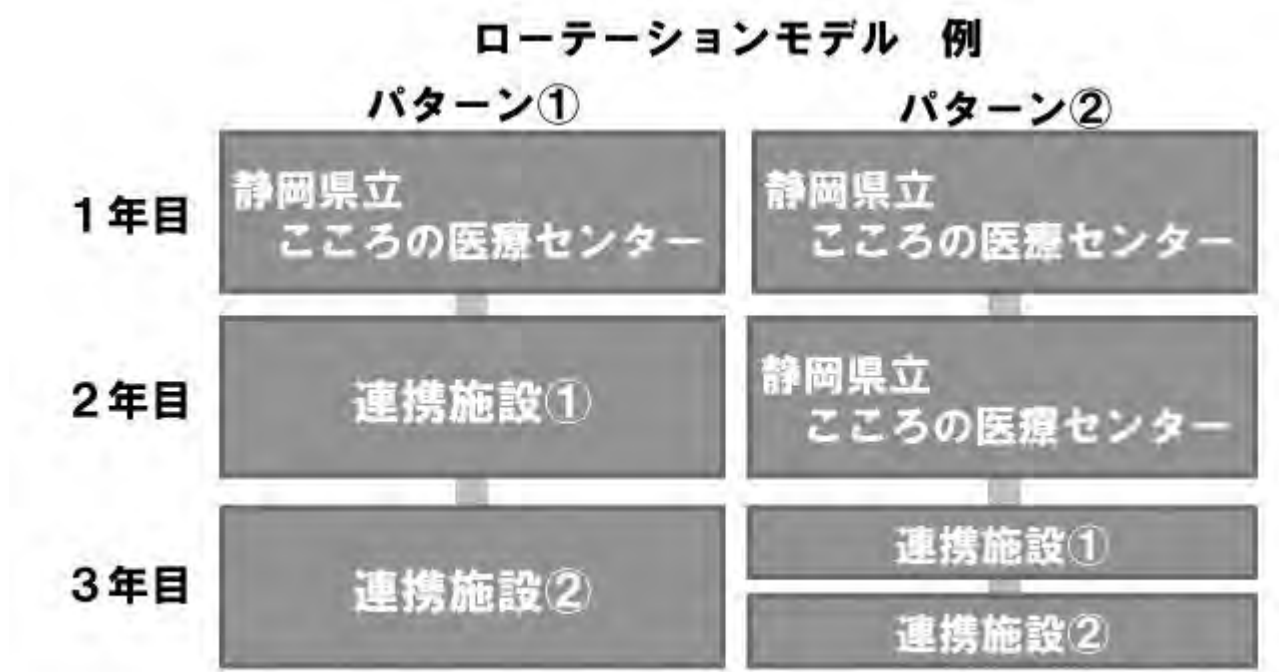 ローテーションモデル 例
パターン①
パターン②
1年目
静岡県立
こころの医療センター
静岡県立
こころの医療センター
2年目
連携施設①
静岡県立
こころの医療センター
3年目
連携施設②
連携施設①
連携施設②